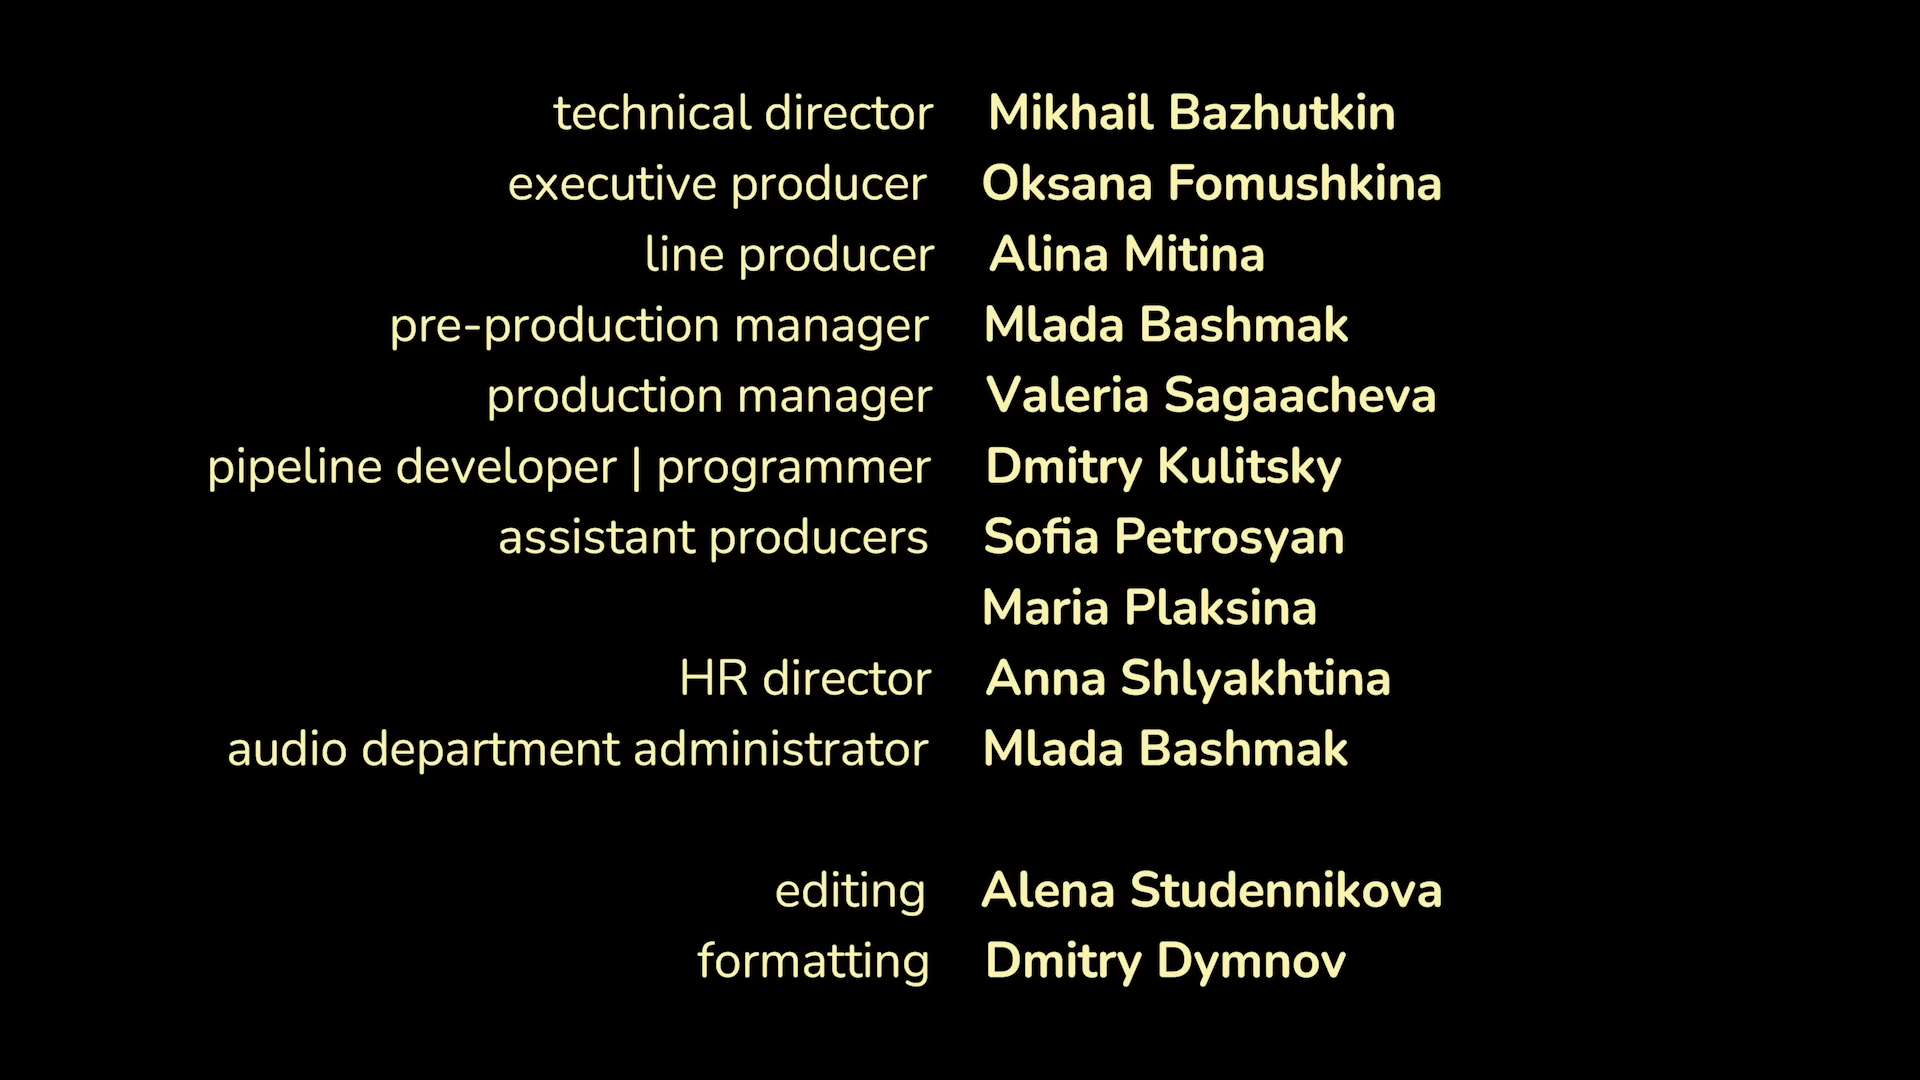 technical director Mikhail Bazhutkin
executive producer Oksana Fomushkina
line producer Alina Mitina
pre-production manager Mlada Bashmak
production manager Valeria Sagaacheva
pipeline developer | programmer Dmitry Kulitsky
assistant producers Sofia Petrosyan
Maria Plaksina
HR director Anna Shlyakhtina
audio department administrator Mlada Bashmak
editing Alena Studennikova
formatting Dmitry Dymnov